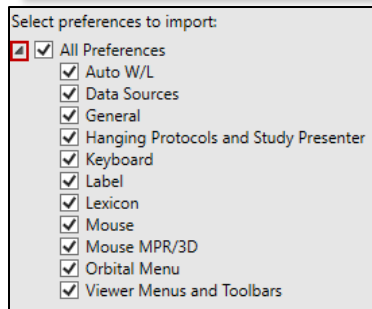 Select preferences to import:
All Preferences
Auto W/L
Data Sources
General
Hanging Protocols and Study Presenter
Keyboard
Label
Lexicon
Mouse
Mouse MPR/3D
Orbital Menu
Viewer Menus and Toolbars